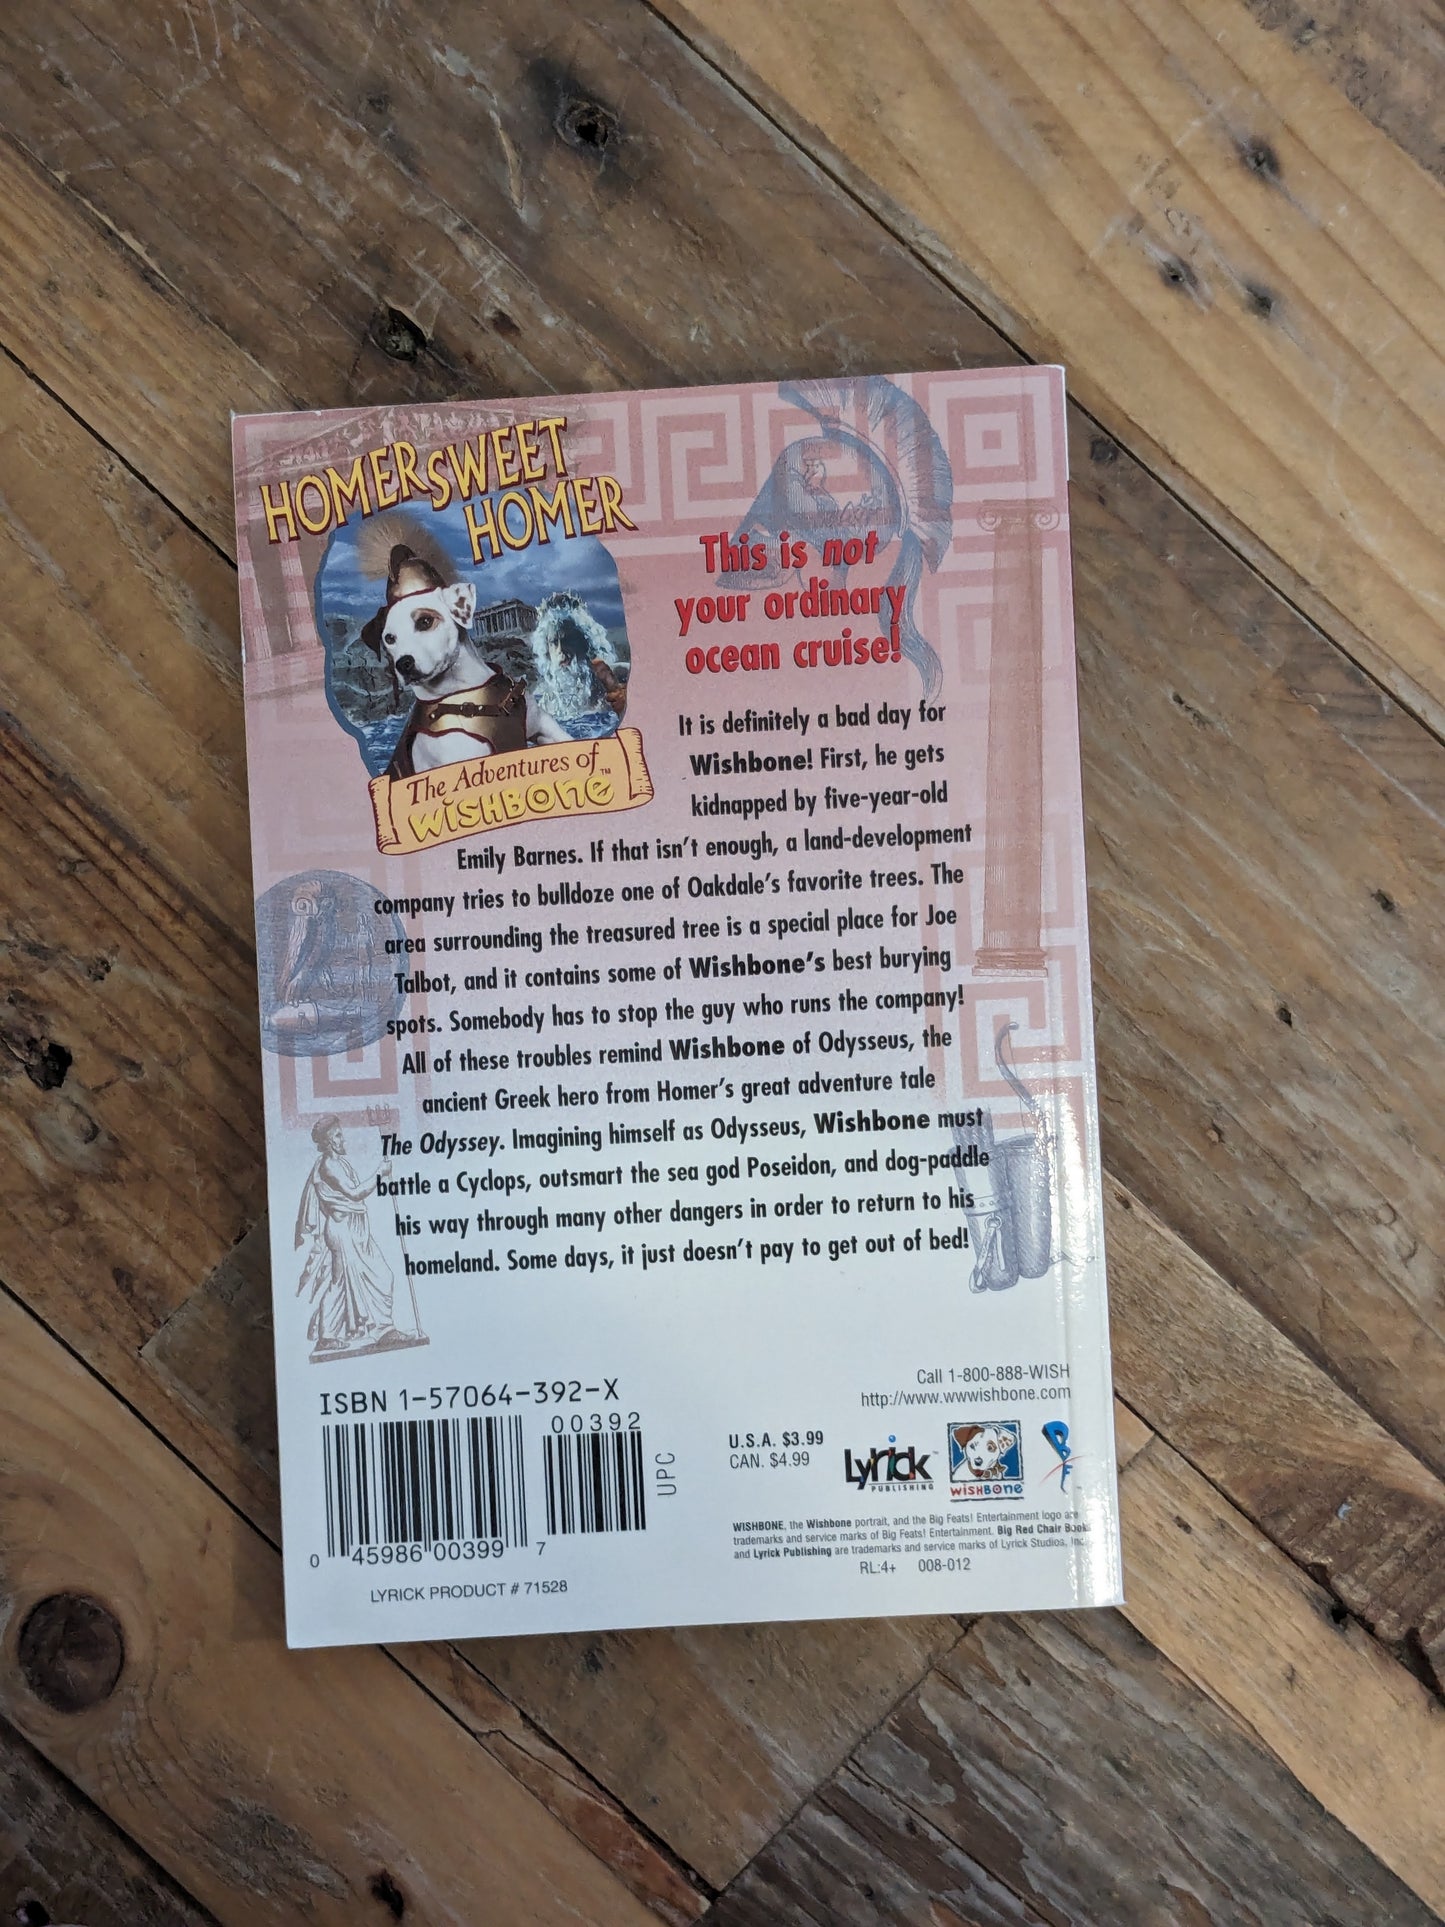 HOMER SWEET
HOMER
The Adventures of
WISHBONE™
This is not
your ordinary
ocean cruise!
It is definitely a bad day for
Wishbone! First, he gets
kidnapped by five-year-old
Emily Barnes. If that isn't enough, a land-development
company tries to bulldoze one of Oakdale's favorite trees. The
area surrounding the treasured tree is a special place for Joe
Talbot, and it contains some of Wishbone's best burying
spots. Somebody has to stop the guy who runs the company!
All of these troubles remind Wishbone of Odysseus, the
ancient Greek hero from Homer's great adventure tale
The Odyssey. Imagining himself as Odysseus, Wishbone must
battle a Cyclops, outsmart the sea god Poseidon, and dog-paddle
his way through many other dangers in order to return to his
homeland. Some days, it just doesn't pay to get out of bed!
ISBN 1-57064-392-X
00392
UPC
0 45986 00399 7
LYRICK PRODUCT # 71528
Call 1-800-888-WISH
http://www.wwwishbone.com
U.S.A. $3.99
CAN. $4.99
Lyrick™
PUBLISHING
WISHBONE™
BF
WISHBONE, the Wishbone portrait, and the Big Feats! Entertainment logo are
trademarks and service marks of Big Feats! Entertainment. Big Red Chair Books
and Lyrick Publishing are trademarks and service marks of Lyrick Studios, Inc.
RL:4+ 008-012